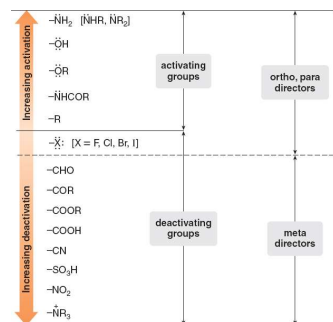 Increasing activation
–N̈H₂ [N̈HR, N̈R₂]
–ÖH
–ÖR
–N̈HCOR
–R
activating
groups
ortho, para
directors
–Ẍ: [X = F, Cl, Br, I]
Increasing deactivation
–CHO
–COR
–COOR
–COOH
–CN
–SO₃H
–NO₂
–N⁺R₃
deactivating
groups
meta
directors